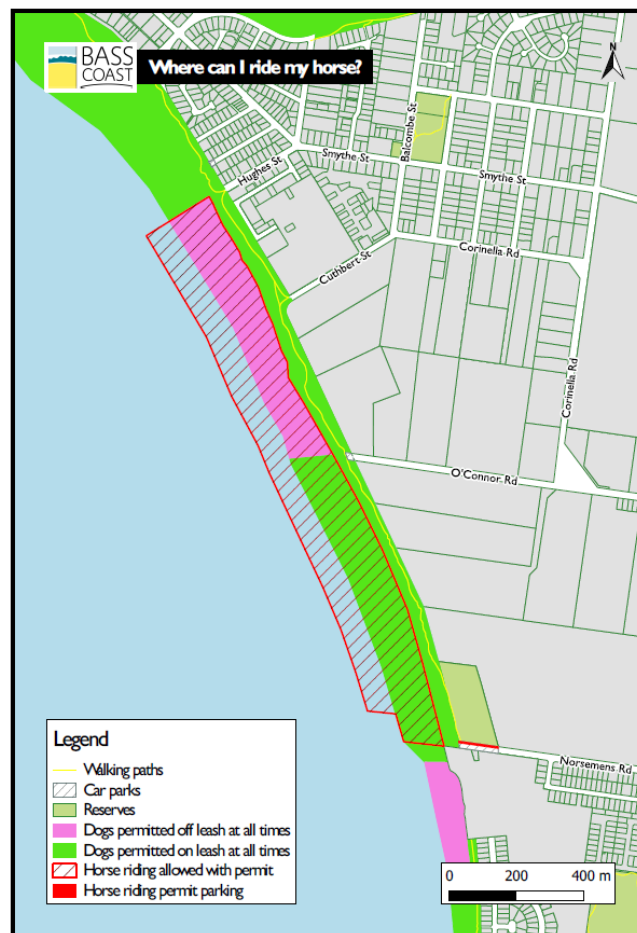 BASS
COAST
Where can I ride my horse?
N
Balcombe St
Smythe St
Smythe St
Hughes St
Cuthbert St
Corinella Rd
Corinella Rd
O'Connor Rd
Norsemens Rd
Legend
Walking paths
Car parks
Reserves
Dogs permitted off leash at all times
Dogs permitted on leash at all times
Horse riding allowed with permit
Horse riding permit parking
0 200 400 m